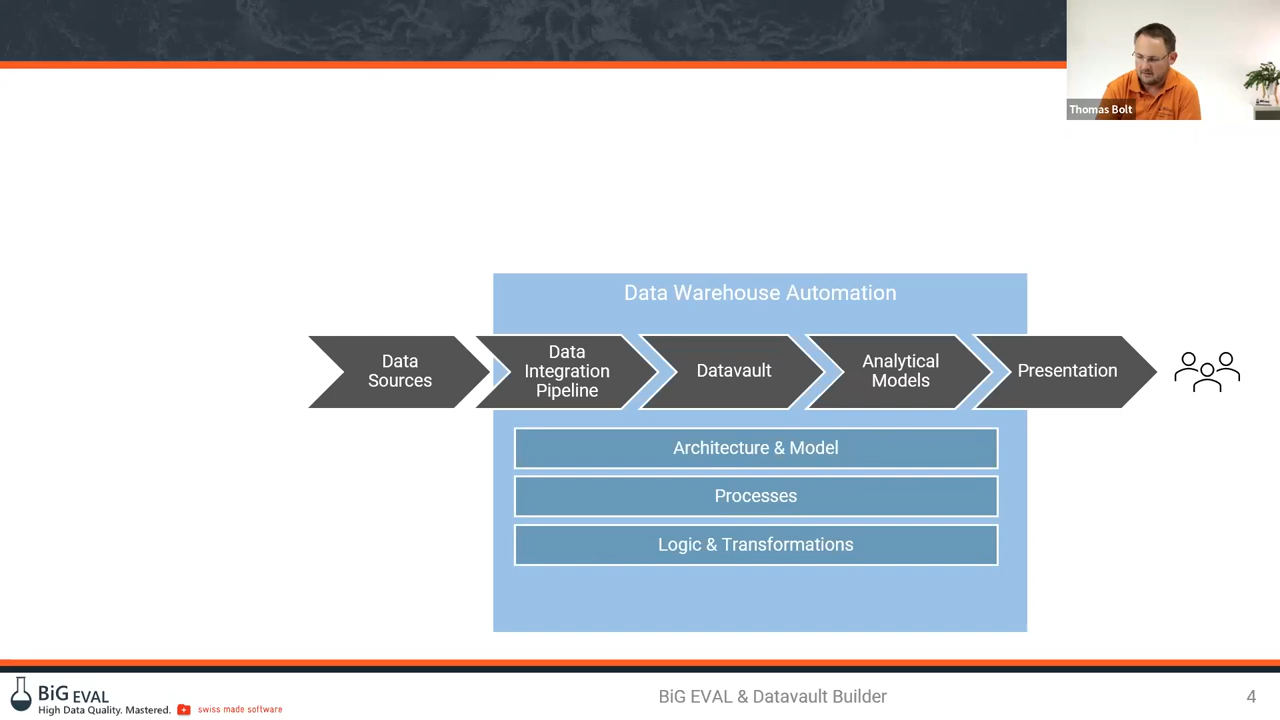 Thomas Bolt
Data Warehouse Automation
Data
Sources
Data
Integration
Pipeline
Datavault
Analytical
Models
Presentation
Architecture & Model
Processes
Logic & Transformations
BiG EVAL
High Data Quality. Mastered.
swiss made software
BiG EVAL & Datavault Builder
4